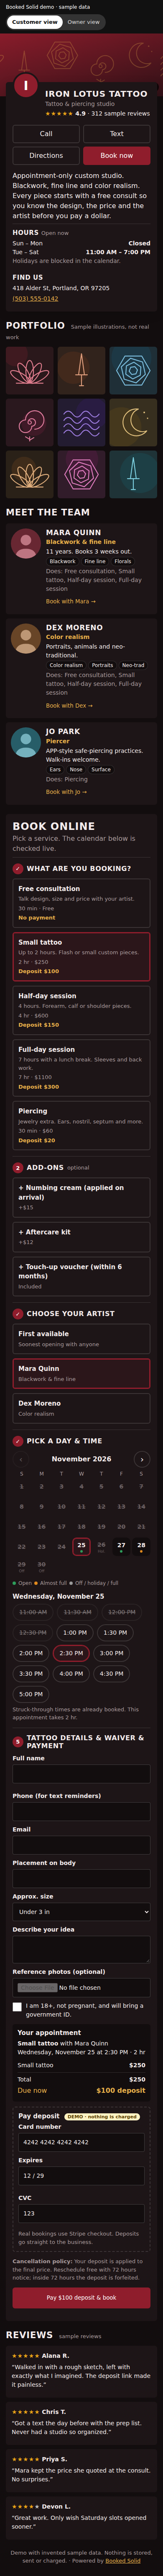 Booked Solid demo · sample data
Customer view Owner view
I
IRON LOTUS TATTOO
Tattoo & piercing studio
★★★★★ 4.9 · 312 sample reviews
Call Text
Directions Book now
Appointment-only custom studio.
Blackwork, fine line and color realism.
Every piece starts with a free consult so
you know the design, the price and the
artist before you pay a dollar.
HOURS Open now
Sun – Mon Closed
Tue – Sat 11:00 AM – 7:00 PM
Holidays are blocked in the calendar.
FIND US
418 Alder St, Portland, OR 97205
(503) 555-0142
PORTFOLIO Sample illustrations, not real
work
MEET THE TEAM
MARA QUINN
Blackwork & fine line
11 years. Books 3 weeks out.
Blackwork Fine line Florals
Does: Free consultation, Small
tattoo, Half-day session, Full-day
session
Book with Mara →
DEX MORENO
Color realism
Portraits, animals and neo-
traditional.
Color realism Portraits Neo-trad
Does: Free consultation, Small
tattoo, Half-day session, Full-day
session
Book with Dex →
JO PARK
Piercer
APP-style safe-piercing practices.
Walk-ins welcome.
Ears Nose Surface
Does: Piercing
Book with Jo →
BOOK ONLINE
Pick a service. The calendar below is
checked live.
✓ WHAT ARE YOU BOOKING?
Free consultation
Talk design, size and price with your artist.
30 min · Free
No payment
Small tattoo
Up to 2 hours. Flash or small custom pieces.
2 hr · $250
Deposit $100
Half-day session
4 hours. Forearm, calf or shoulder pieces.
4 hr · $600
Deposit $150
Full-day session
7 hours with a lunch break. Sleeves and back
work.
7 hr · $1100
Deposit $300
Piercing
Jewelry extra. Ears, nostril, septum and more.
30 min · $60
Deposit $20
2 ADD-ONS optional
+ Numbing cream (applied on
arrival)
+$15
+ Aftercare kit
+$12
+ Touch-up voucher (within 6
months)
Included
✓ CHOOSE YOUR ARTIST
First available
Soonest opening with anyone
Mara Quinn
Blackwork & fine line
Dex Moreno
Color realism
✓ PICK A DAY & TIME
‹ November 2026 ›
S M T W T F S
1 2 3 4 5 6 7
8 9 10 11 12 13 14
15 16 17 18 19 20 21
22 23 24 25 26 27 28
29 30
Open Almost full Off / holiday / full
Wednesday, November 25
11:00 AM 11:30 AM 12:00 PM
12:30 PM 1:00 PM 1:30 PM
2:00 PM 2:30 PM 3:00 PM
3:30 PM 4:00 PM 4:30 PM
5:00 PM
Struck-through times are already booked. This
appointment takes 2 hr.
5 TATTOO DETAILS & WAIVER &
PAYMENT
Full name
Phone (for text reminders)
Email
Placement on body
Approx. size
Under 3 in
Describe your idea
Reference photos (optional)
No file chosen
I am 18+, not pregnant, and will bring a
government ID.
Your appointment
Small tattoo with Mara Quinn
Wednesday, November 25 at 2:30 PM · 2 hr
Small tattoo $250
Total $250
Due now $100 deposit
Pay deposit DEMO · nothing is charged
Card number
4242 4242 4242 4242
Expires
12 / 29
CVC
123
Real bookings use Stripe checkout. Deposits
go straight to the business.
Cancellation policy: Your deposit is applied to
the final price. Reschedule free with 72 hours
notice; inside 72 hours the deposit is forfeited.
Pay $100 deposit & book
REVIEWS sample reviews
★★★★★ Alana R.
“Walked in with a rough sketch, left with
exactly what I imagined. The deposit link made
it painless.”
★★★★★ Chris T.
“Got a text the day before with the prep list.
Never had a studio so organized.”
★★★★★ Priya S.
“Mara kept the price she quoted at the consult.
No surprises.”
★★★★★ Devon L.
“Great work. Only wish Saturday slots opened
sooner.”
Demo with invented sample data. Nothing is stored,
sent or charged. · Powered by Booked Solid